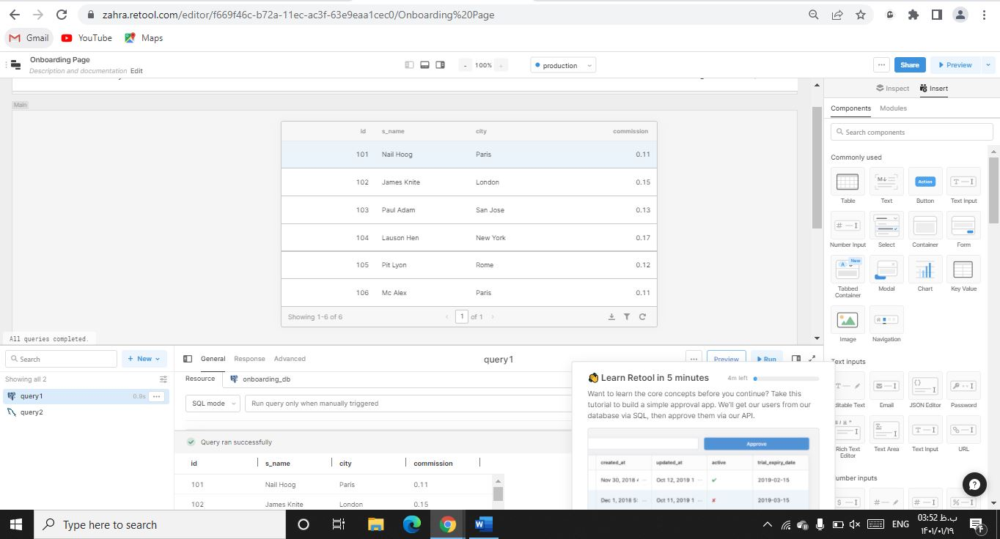 zahra.retool.com/editor/f669f46c-b72a-11ec-ac3f-63e9eaa1cec0/Onboarding%20Page
Gmail YouTube Maps
Onboarding Page
Description and documentation Edit
- 100% +
production
Share
Preview
Inspect Insert
Components Modules
Search components
Commonly used
Table Text Button Text Input
Action
Number Input Select Container Form
New
Tabbed Container Modal Chart Key Value
Image Navigation
Text inputs
ditable Text Email JSON Editor Password
Rich Text Editor Text Area Text Input URL
umber inputs
Main
id s_name city commission
101 Nail Hoog Paris 0.11
102 James Knite London 0.15
103 Paul Adam San Jose 0.13
104 Lauson Hen New York 0.17
105 Pit Lyon Rome 0.12
106 Mc Alex Paris 0.11
Showing 1-6 of 6 1 of 1
All queries completed.
Search + New
Showing all 2
query1 0.9s
query2
General Response Advanced query1 Preview Run
Resource onboarding_db
SQL mode Run query only when manually triggered
Query ran successfully
id s_name city commission
101 Nail Hoog Paris 0.11
102 James Knite London 0.15
Learn Retool in 5 minutes 4m left
Want to learn the core concepts before you continue? Take this
tutorial to build a simple approval app. We'll get our users from our
database via SQL, then approve them via our API.
Approve
created_at updated_at active trial_expiry_date
Nov 30, 2018 Oct 12, 2019 1 2019-02-15
Dec 1, 2018 5: Oct 11, 2019 1 2019-03-15
Type here to search
ENG
03:52 ب.ظ
۱۴۰۱/۰۱/۱۹